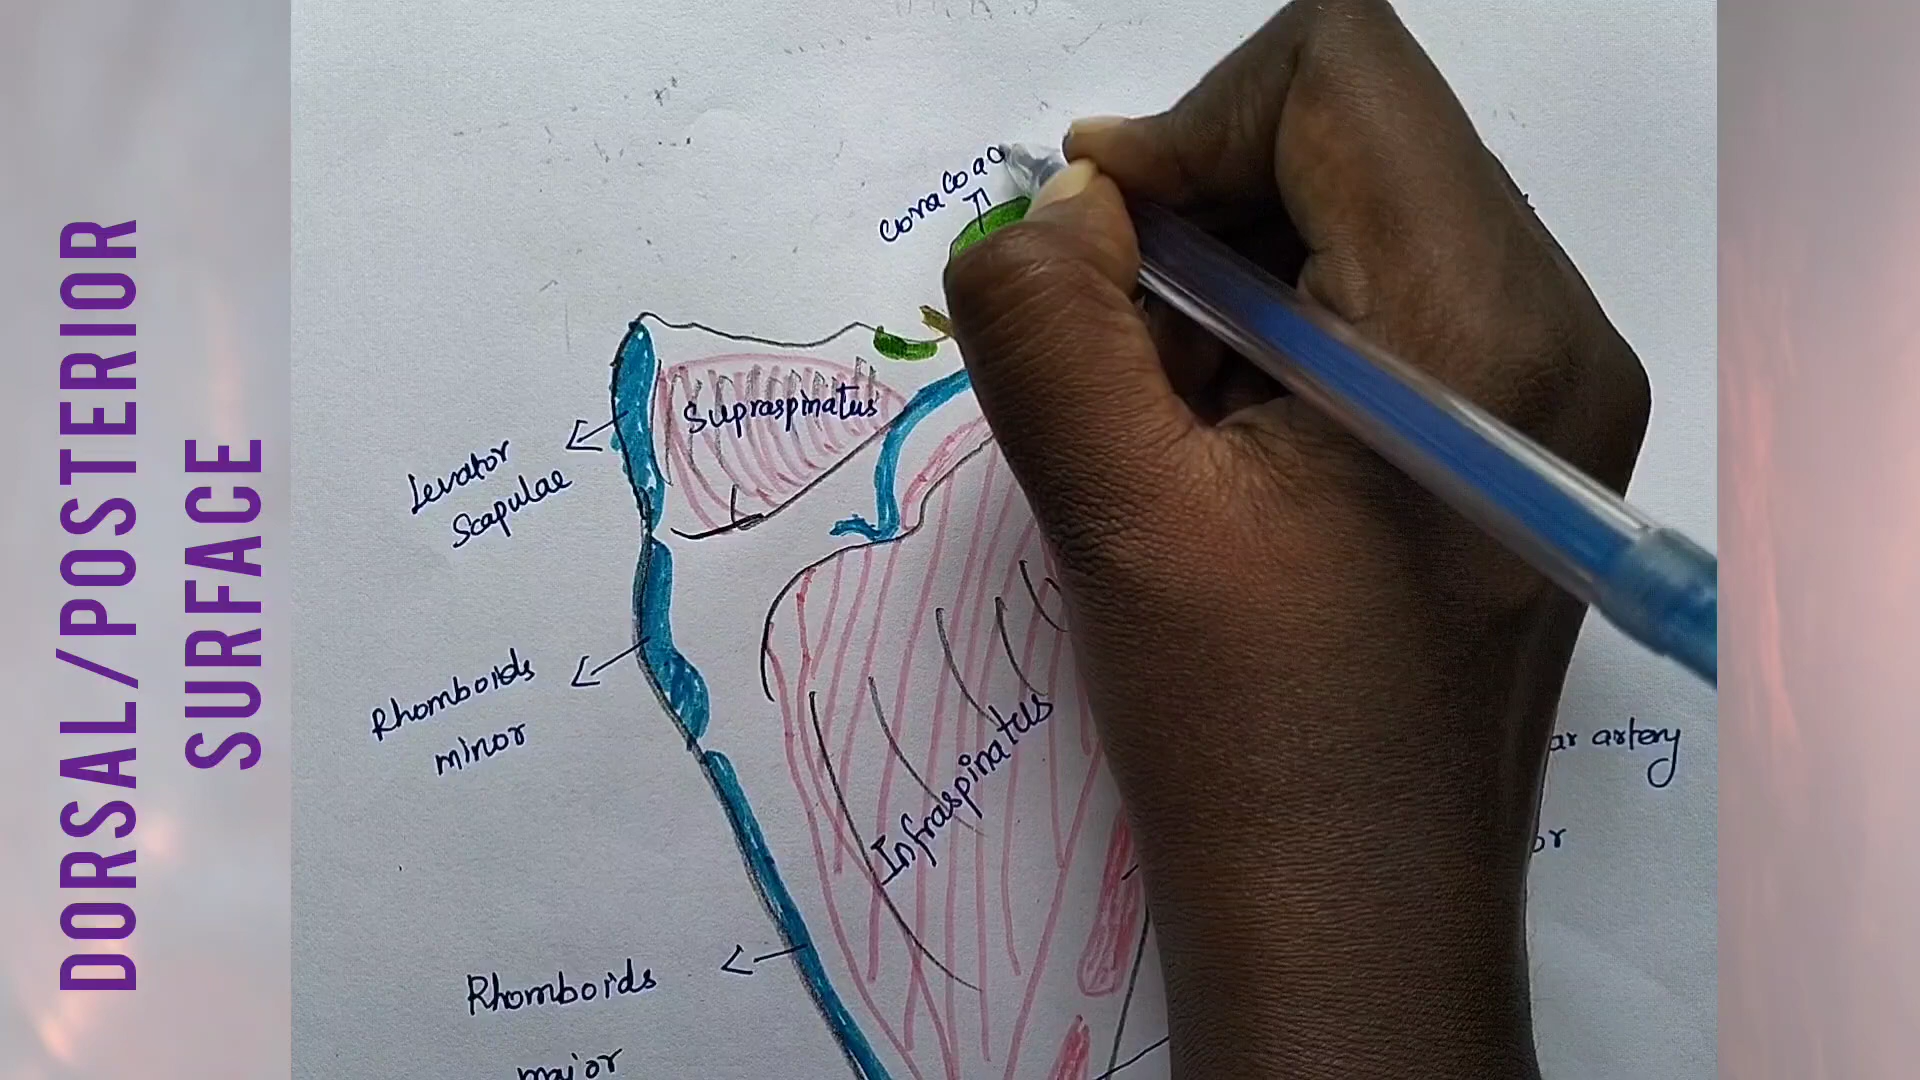 DORSAL/POSTERIOR
SURFACE
coracoac
Supraspinatus
Levator
Scapulae
Rhomboids
minor
Infraspinatus
ar artery
or
Rhomboids
major